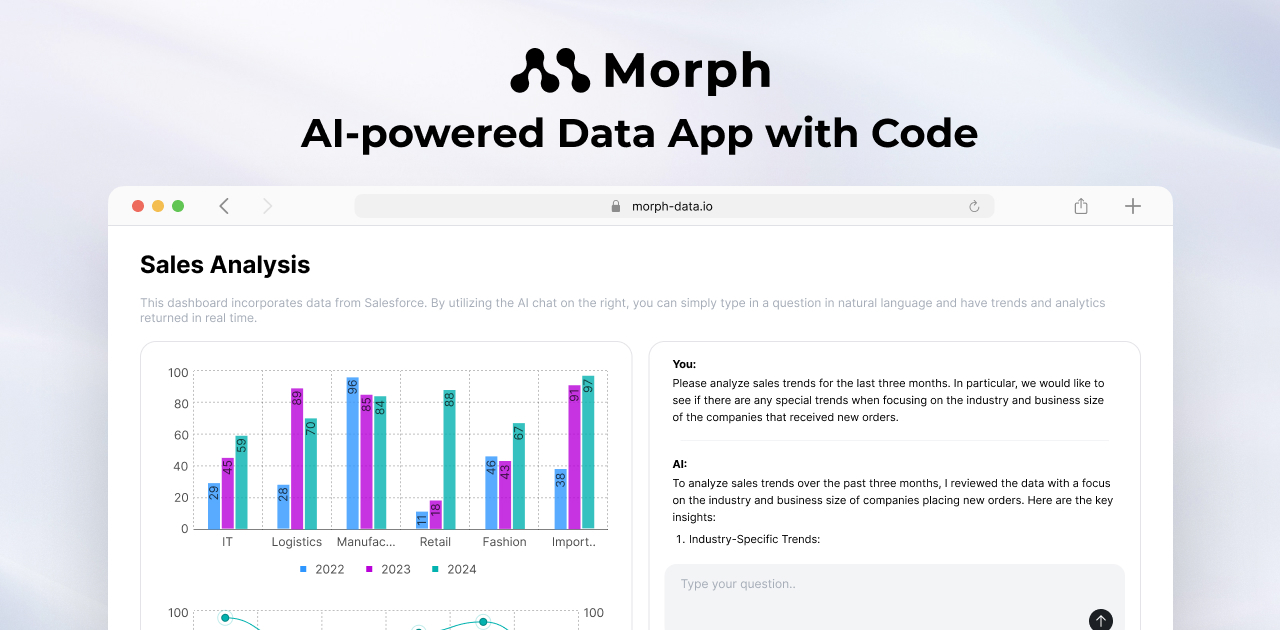 Morph
AI-powered Data App with Code
morph-data.io
Sales Analysis
This dashboard incorporates data from Salesforce. By utilizing the AI chat on the right, you can simply type in a question in natural language and have trends and analytics
returned in real time.
100
80
60
40
20
0
29 45 59 28 89 70 96 85 84 11 18 88 46 43 67 38 91 97
IT Logistics Manufac... Retail Fashion Import..
2022 2023 2024
100 100
You:
Please analyze sales trends for the last three months. In particular, we would like to
see if there are any special trends when focusing on the industry and business size
of the companies that received new orders.
AI:
To analyze sales trends over the past three months, I reviewed the data with a focus
on the industry and business size of companies placing new orders. Here are the key
insights:
1. Industry-Specific Trends:
Type your question..